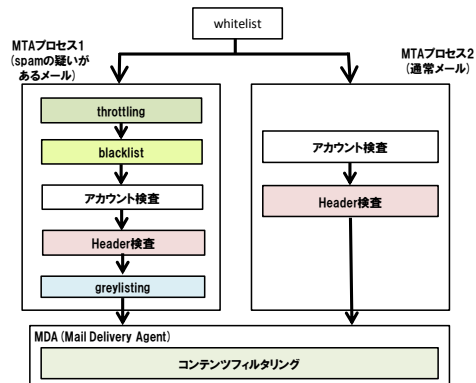 whitelist
MTAプロセス1
(spamの疑いが
あるメール)
throttling
blacklist
アカウント検査
Header検査
greylisting
MTAプロセス2
(通常メール)
アカウント検査
Header検査
MDA (Mail Delivery Agent)
コンテンツフィルタリング